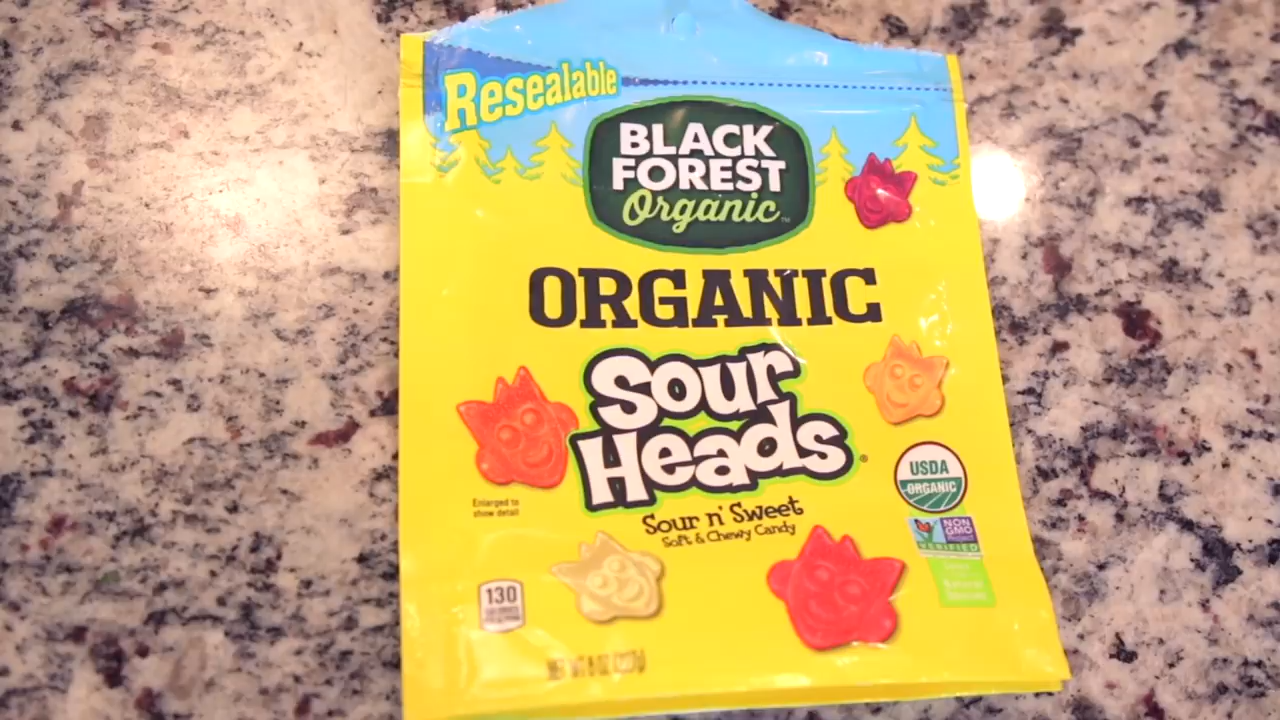 Resealable
BLACK
FOREST
Organic™
ORGANIC
Sour
Heads®
Sour n' Sweet
Soft & Chewy Candy
Enlarged to
show detail
USDA
ORGANIC
NON
GMO
VERIFIED
130